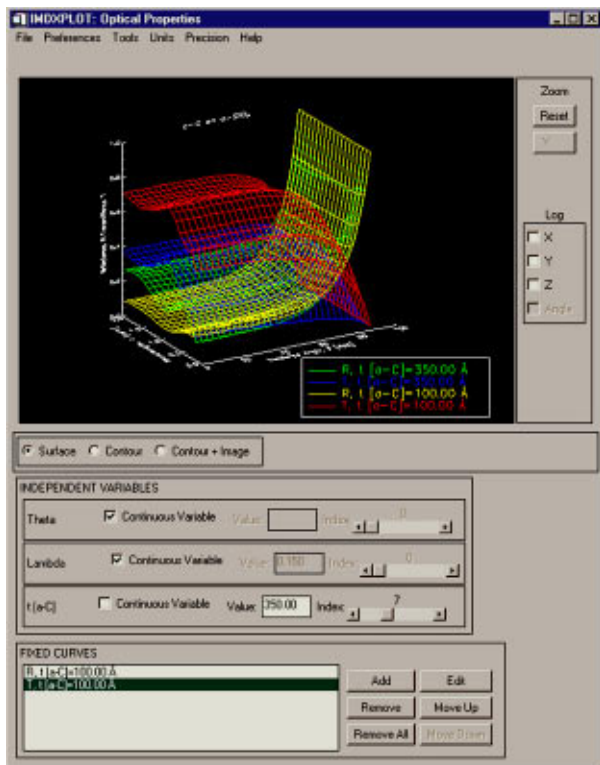 IMDXPLOT: Optical Properties
File Preferences Tools Units Precision Help
Zoom
Reset
Y
Log
X
Y
Z
Angle
R, t [a-C]=350.00 Å
T, t [a-C]=350.00 Å
R, t [a-C]=100.00 Å
T, t [a-C]=100.00 Å
Surface Contour Contour + Image
INDEPENDENT VARIABLES
Theta Continuous Variable Value: Index: 0
Lambda Continuous Variable Value: 0.150 Index: 0
t [a-C] Continuous Variable Value: 350.00 Index: 7
FIXED CURVES
R, t [a-C]=100.00 Å
T, t [a-C]=100.00 Å
Add Edit
Remove Move Up
Remove All Move Down